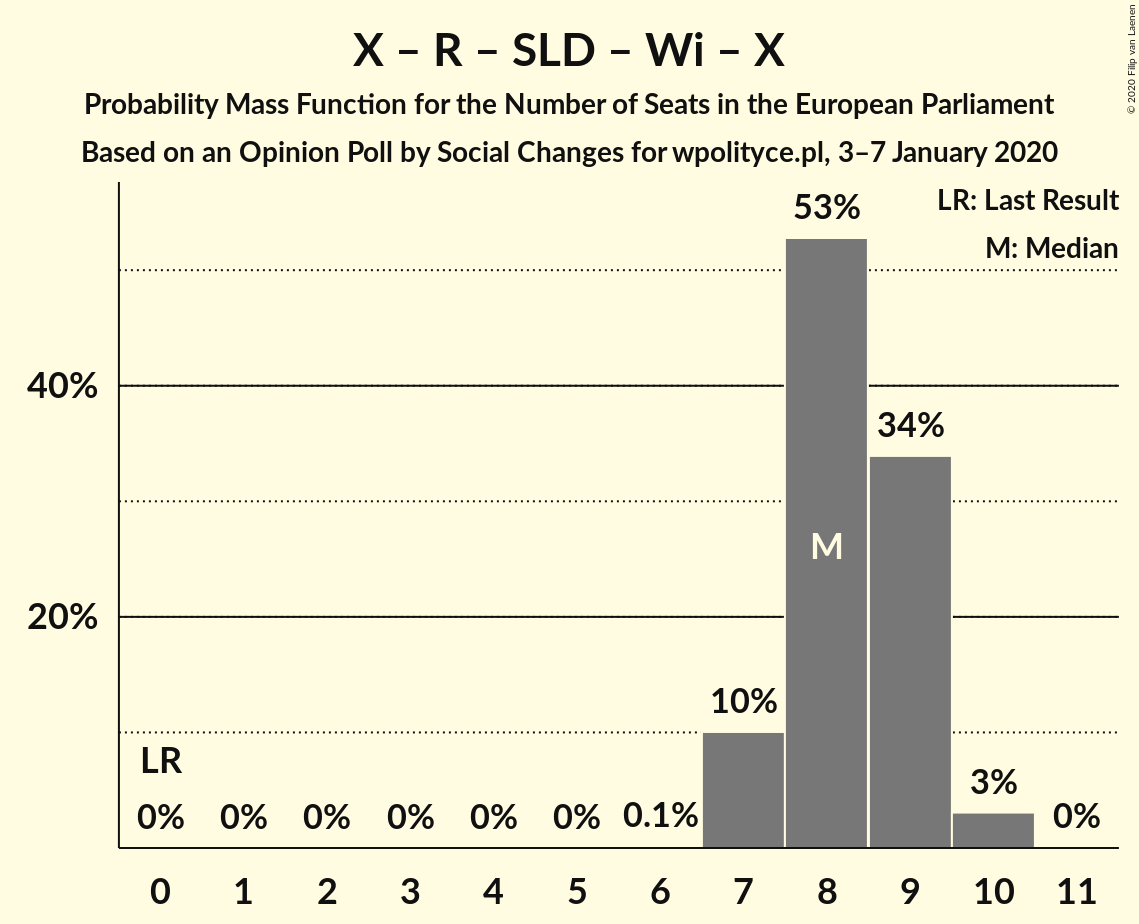 X – R – SLD – Wi – X
Probability Mass Function for the Number of Seats in the European Parliament
Based on an Opinion Poll by Social Changes for wpolityce.pl, 3–7 January 2020
© 2020 Filip van Laenen
LR: Last Result
M: Median
53%
40%
34%
M
20%
10%
LR
3%
0% 0% 0% 0% 0% 0% 0.1% 0%
0 1 2 3 4 5 6 7 8 9 10 11